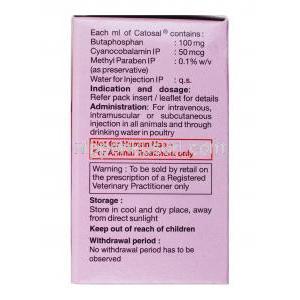 Each ml of Catosal® contains:
Butaphosphan : 100 mg
Cyanocobalamin IP : 50 mcg
Methyl Paraben IP : 0.1% w/v
(as preservative)
Water for Injection IP : q.s.
Indication and dosage:
Refer pack insert / leaflet for details
Administration: For intravenous,
intramuscular or subcutaneous
injection in all animals and through
drinking water in poultry
Not for Human Use
For Animal Treatment only
Warning : To be sold by retail on
the prescription of a Registered
Veterinary Practitioner only
Storage :
Store in cool and dry place, away
from direct sunlight
Keep out of reach of children
Withdrawal period :
No withdrawal period has to be
observed